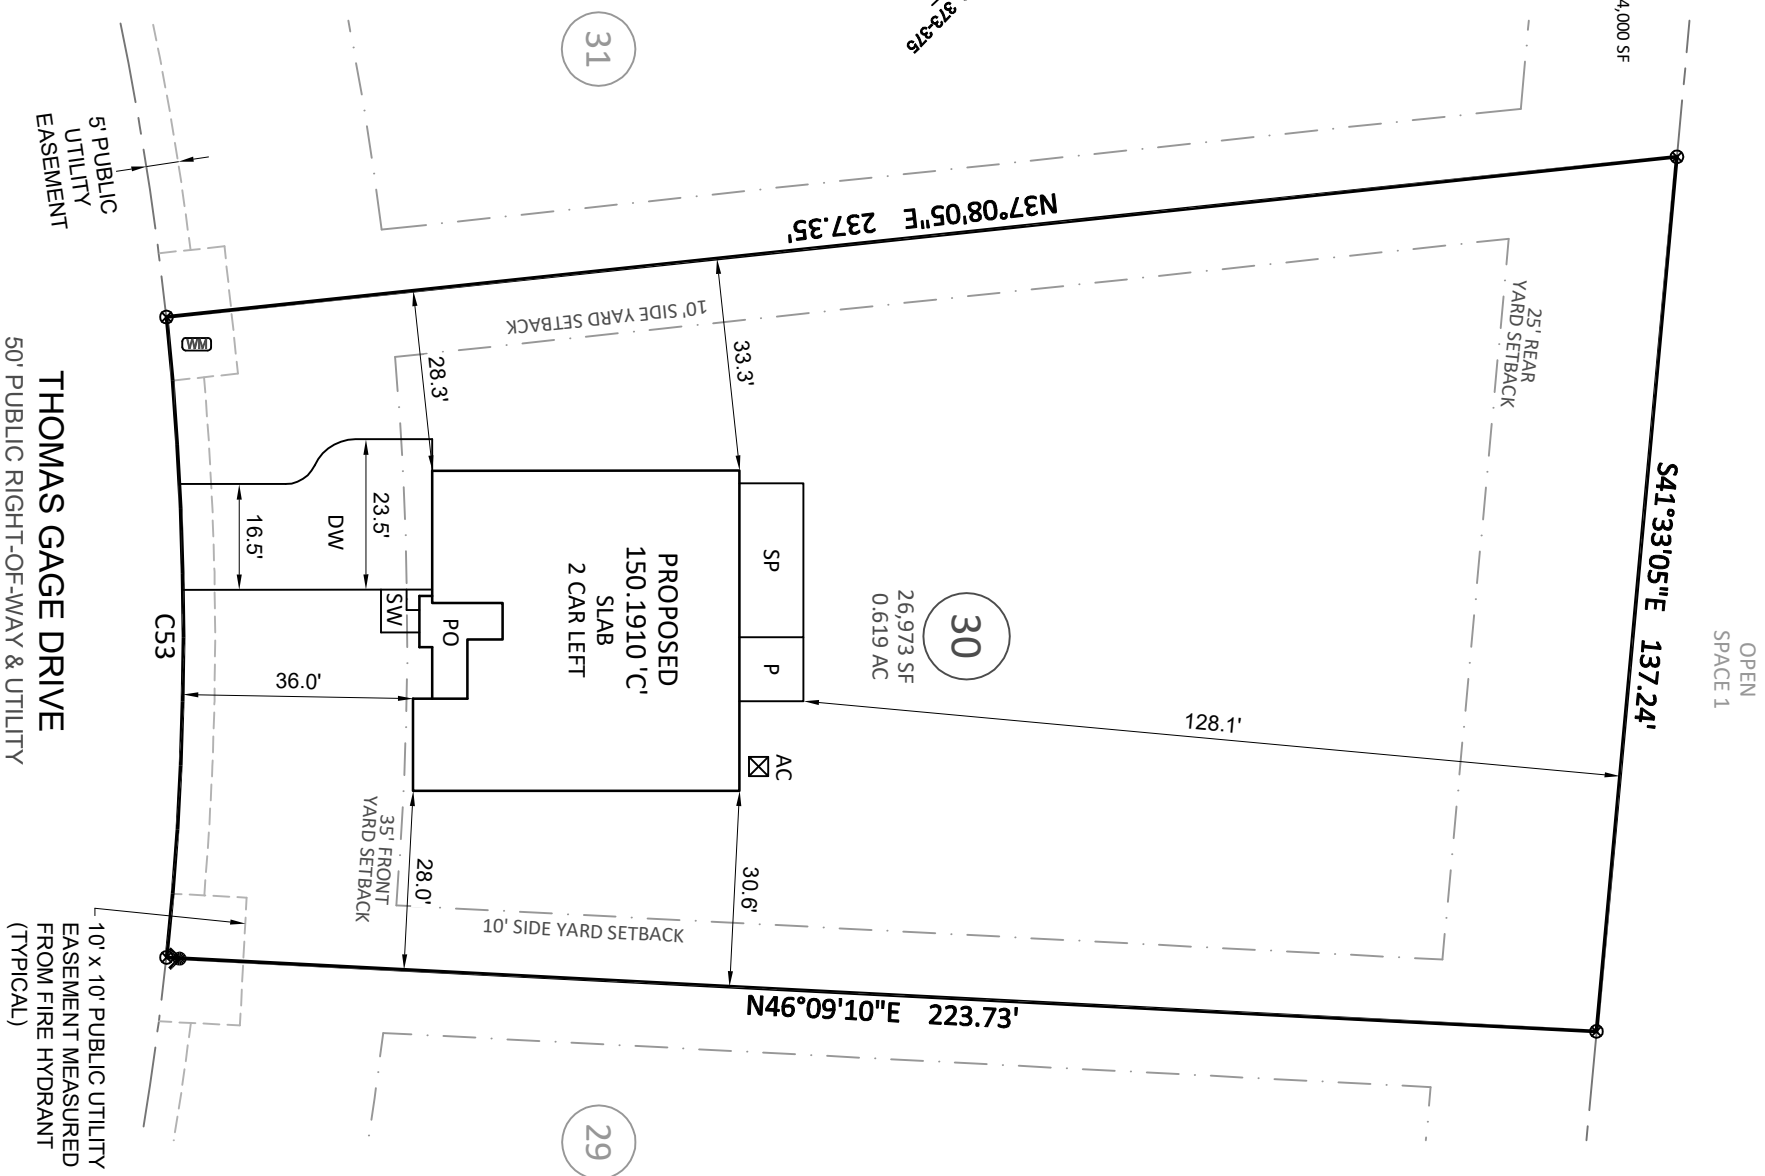 4,000 SF
373-375
31
5' PUBLIC
UTILITY
EASEMENT
N37°08'05"E 237.35'
10' SIDE YARD SETBACK
25' REAR
YARD SETBACK
WM
28.3'
33.3'
S41°33'05"E 137.24'
OPEN
SPACE 1
THOMAS GAGE DRIVE
50' PUBLIC RIGHT-OF-WAY & UTILITY
C53
16.5'
23.5'
DW
SW
PO
PROPOSED
150.1910 'C'
SLAB
2 CAR LEFT
SP
P
30
26,973 SF
0.619 AC
36.0'
128.1'
AC
35' FRONT
YARD SETBACK
28.0'
30.6'
10' SIDE YARD SETBACK
N46°09'10"E 223.73'
10' x 10' PUBLIC UTILITY
EASEMENT MEASURED
FROM FIRE HYDRANT
(TYPICAL)
29